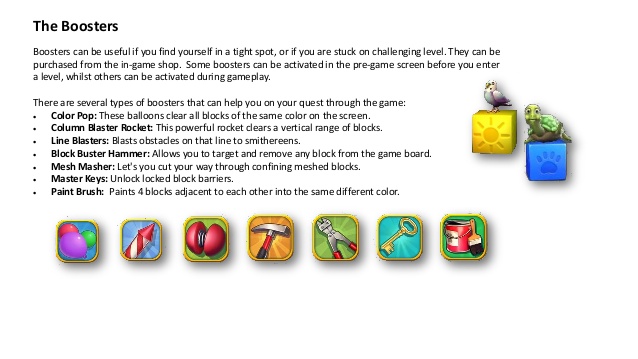 The Boosters
Boosters can be useful if you find yourself in a tight spot, or if you are stuck on challenging level. They can be
purchased from the in-game shop. Some boosters can be activated in the pre-game screen before you enter
a level, whilst others can be activated during gameplay.
There are several types of boosters that can help you on your quest through the game:
• Color Pop: These balloons clear all blocks of the same color on the screen.
• Column Blaster Rocket: This powerful rocket clears a vertical range of blocks.
• Line Blasters: Blasts obstacles on that line to smithereens.
• Block Buster Hammer: Allows you to target and remove any block from the game board.
• Mesh Masher: Let's you cut your way through confining meshed blocks.
• Master Keys: Unlock locked block barriers.
• Paint Brush: Paints 4 blocks adjacent to each other into the same different color.